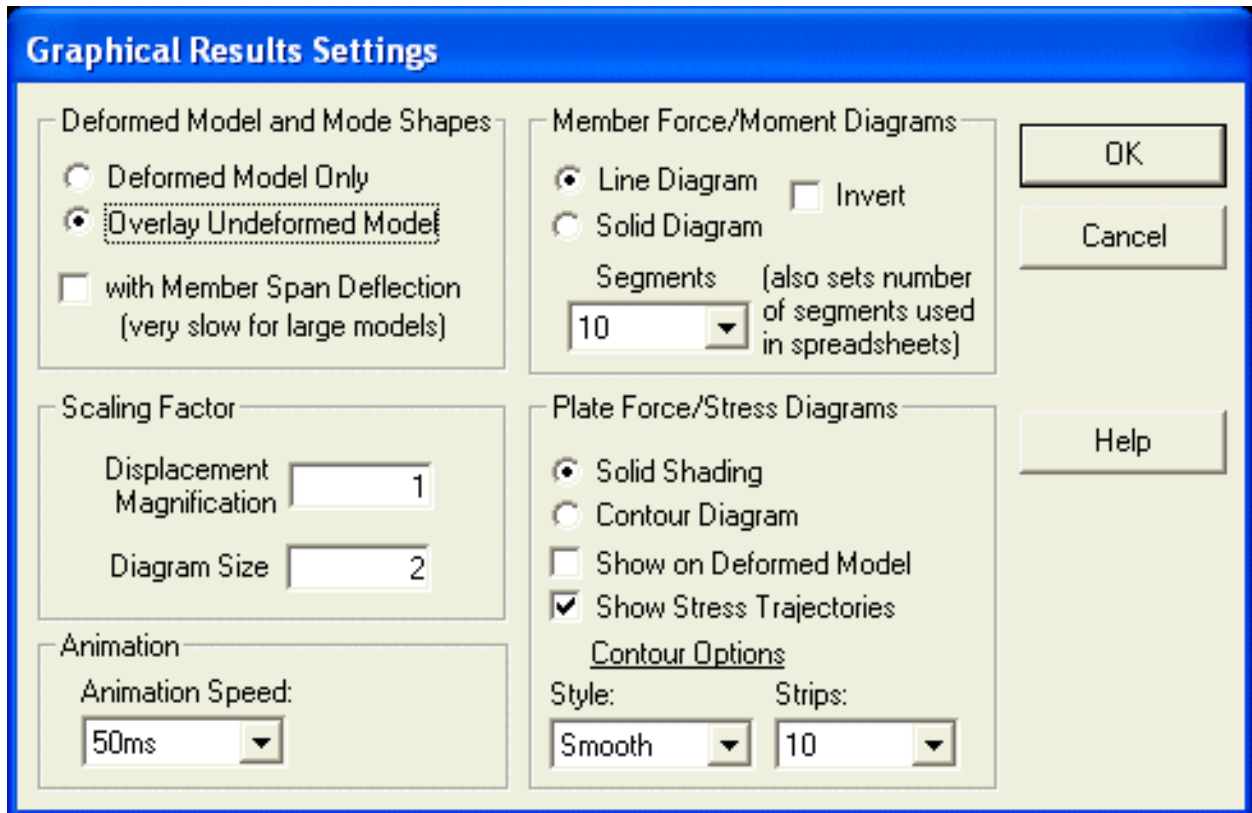 Graphical Results Settings
Deformed Model and Mode Shapes
Deformed Model Only
Overlay Undeformed Model
with Member Span Deflection
(very slow for large models)
Scaling Factor
Displacement
Magnification
1
Diagram Size
2
Animation
Animation Speed:
50ms
Member Force/Moment Diagrams
Line Diagram
Invert
Solid Diagram
Segments
10
(also sets number
of segments used
in spreadsheets)
Plate Force/Stress Diagrams
Solid Shading
Contour Diagram
Show on Deformed Model
Show Stress Trajectories
Contour Options
Style:
Strips:
Smooth
10
OK
Cancel
Help